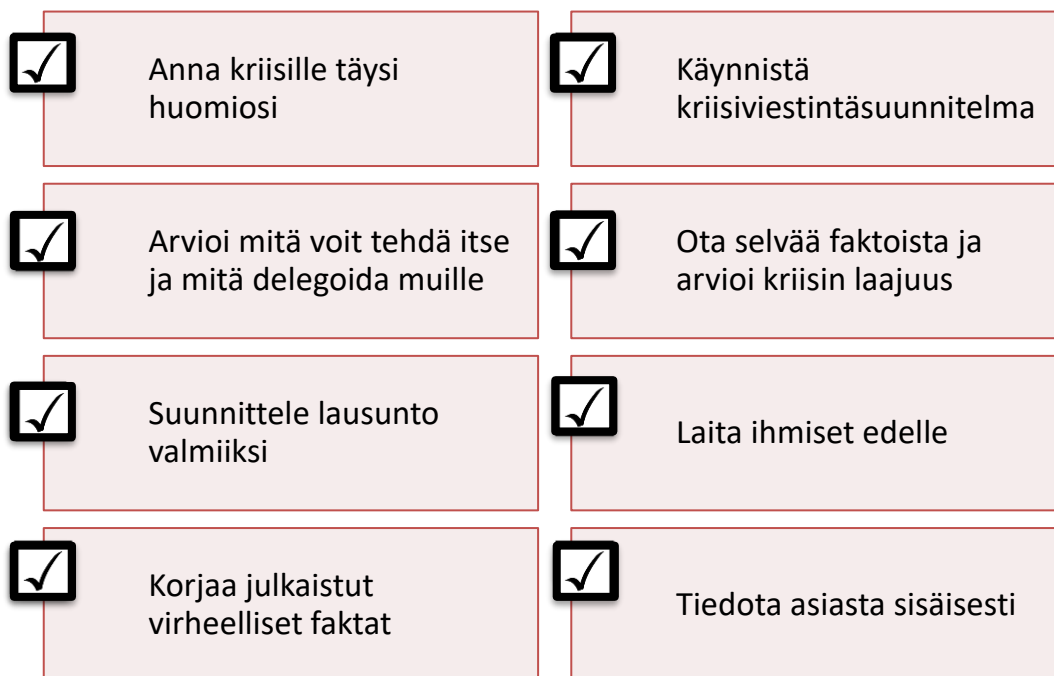 Anna kriisille täysi
huomiosi
Käynnistä
kriisiviestintäsuunnitelma
Arvioi mitä voit tehdä itse
ja mitä delegoida muille
Ota selvää faktoista ja
arvioi kriisin laajuus
Suunnittele lausunto
valmiiksi
Laita ihmiset edelle
Korjaa julkaistut
virheelliset faktat
Tiedota asiasta sisäisesti